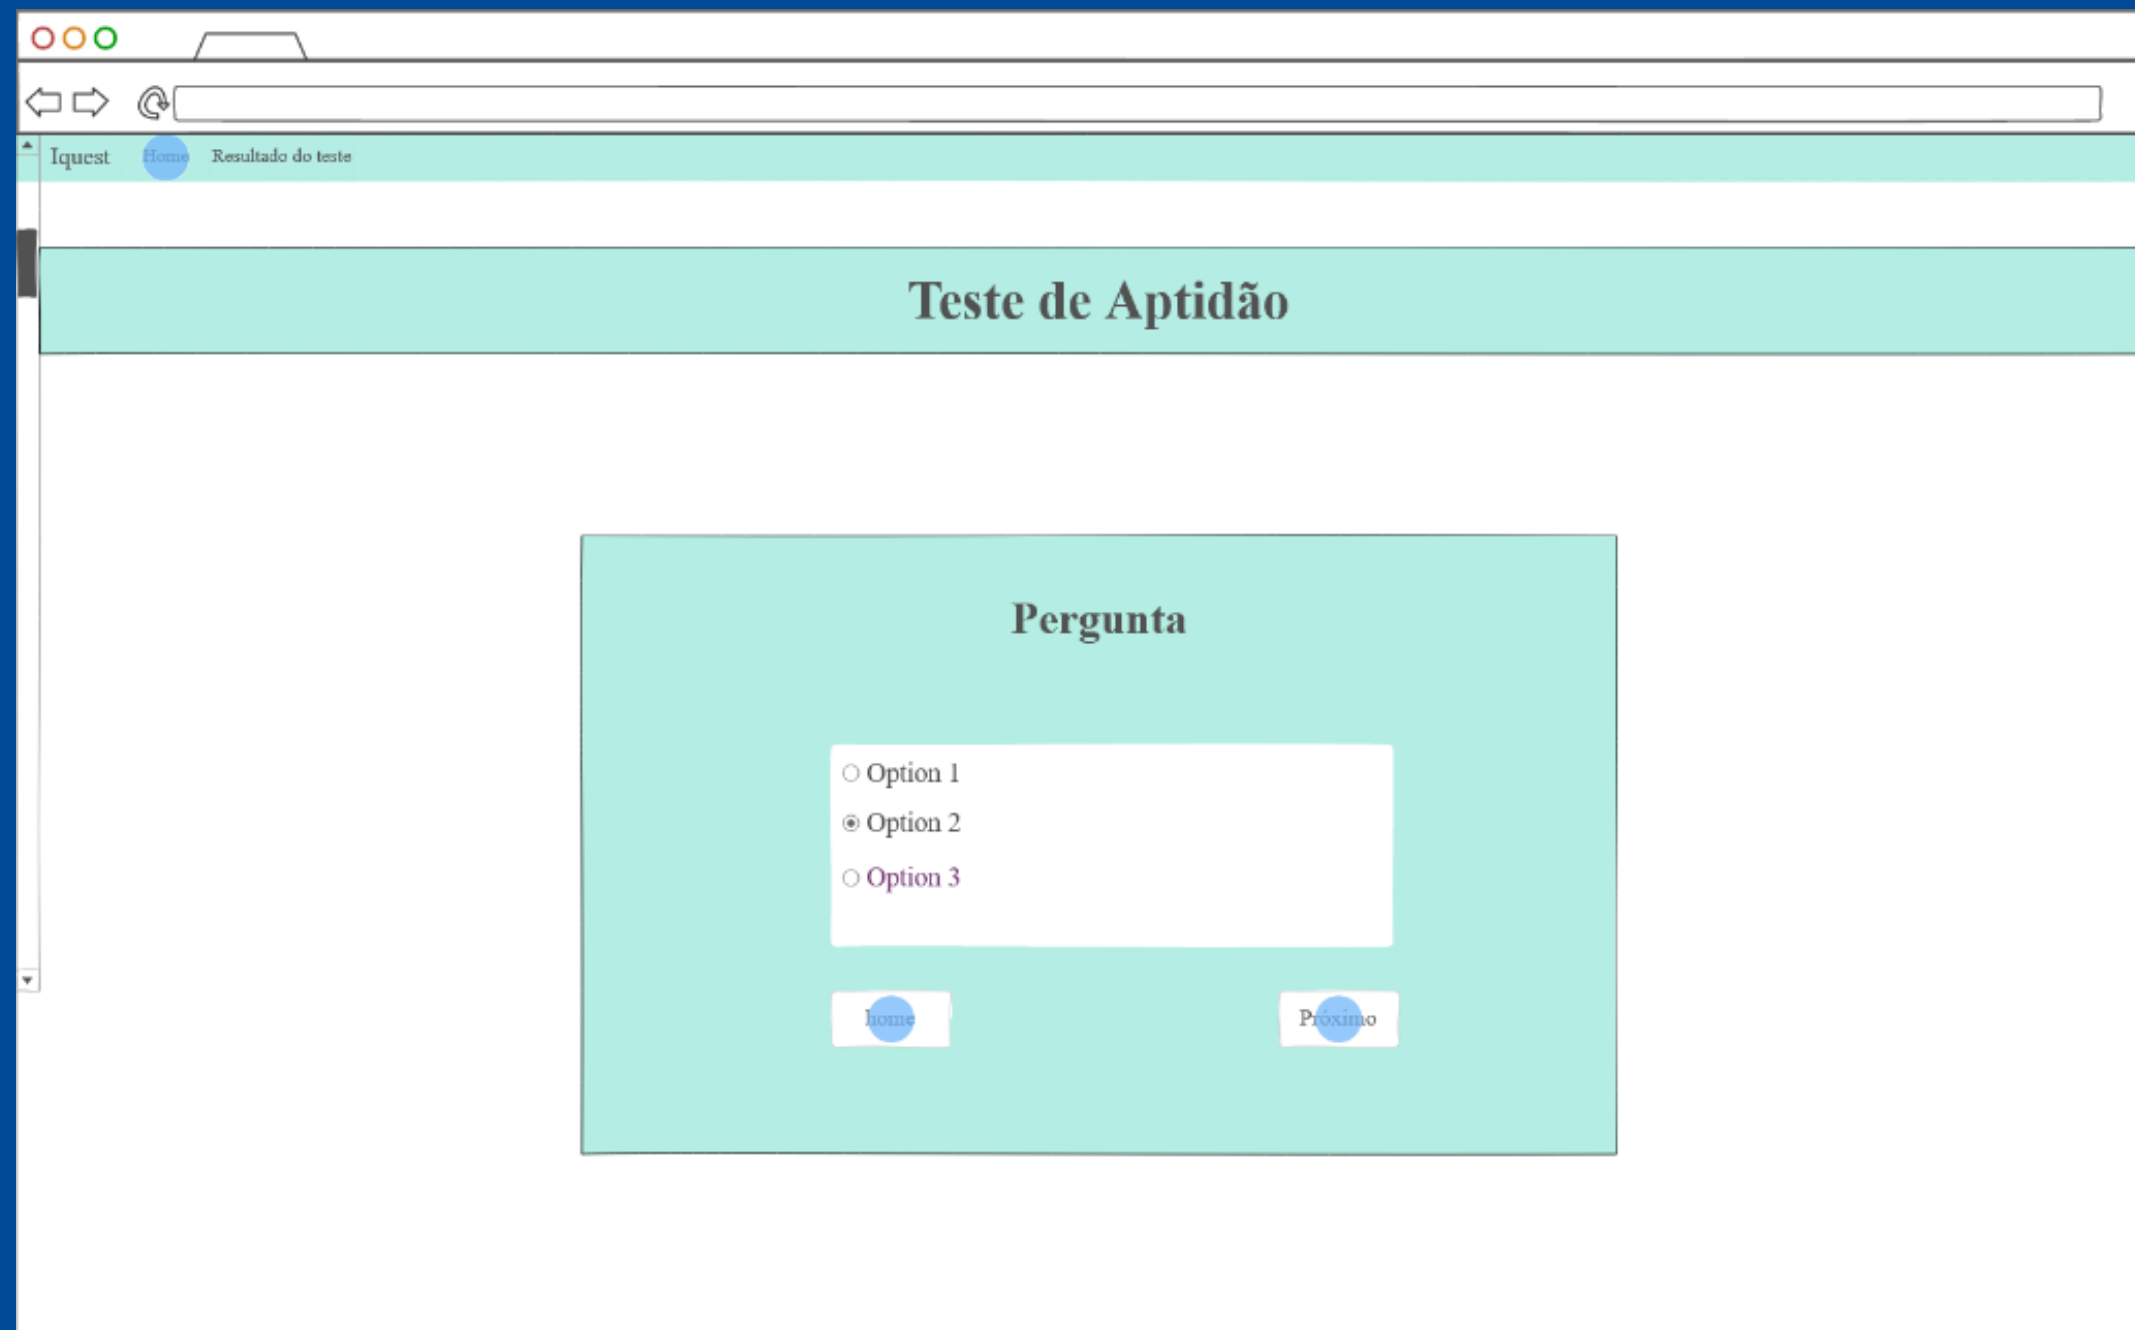 Iquest Home Resultado do teste
Teste de Aptidão
Pergunta
Option 1
Option 2
Option 3
home Próximo